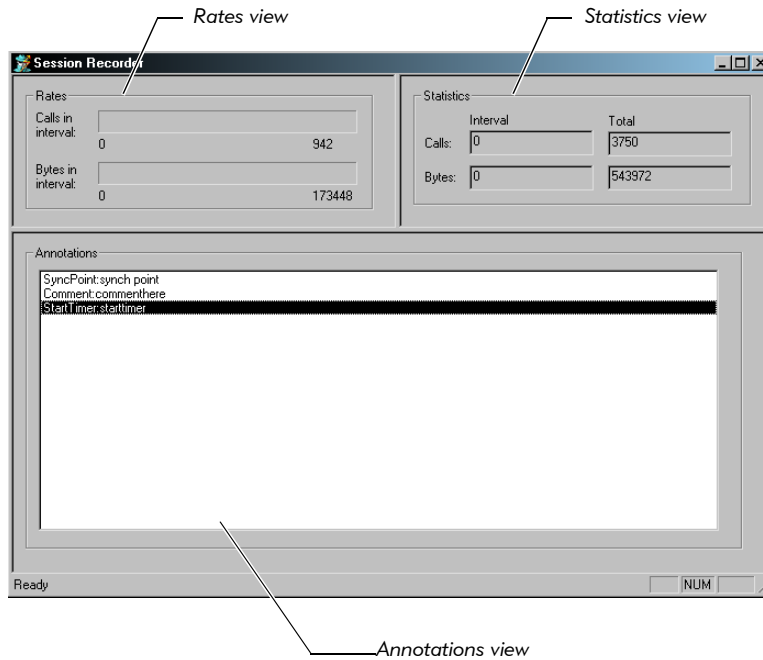 Rates view
Statistics view
Session Recorder
Rates
Calls in
interval:
0 942
Bytes in
interval:
0 173448
Statistics
Interval Total
Calls: 0 3750
Bytes: 0 543972
Annotations
SyncPoint:synch point
Comment:commenthere
StartTimer:starttimer
Ready
NUM
Annotations view